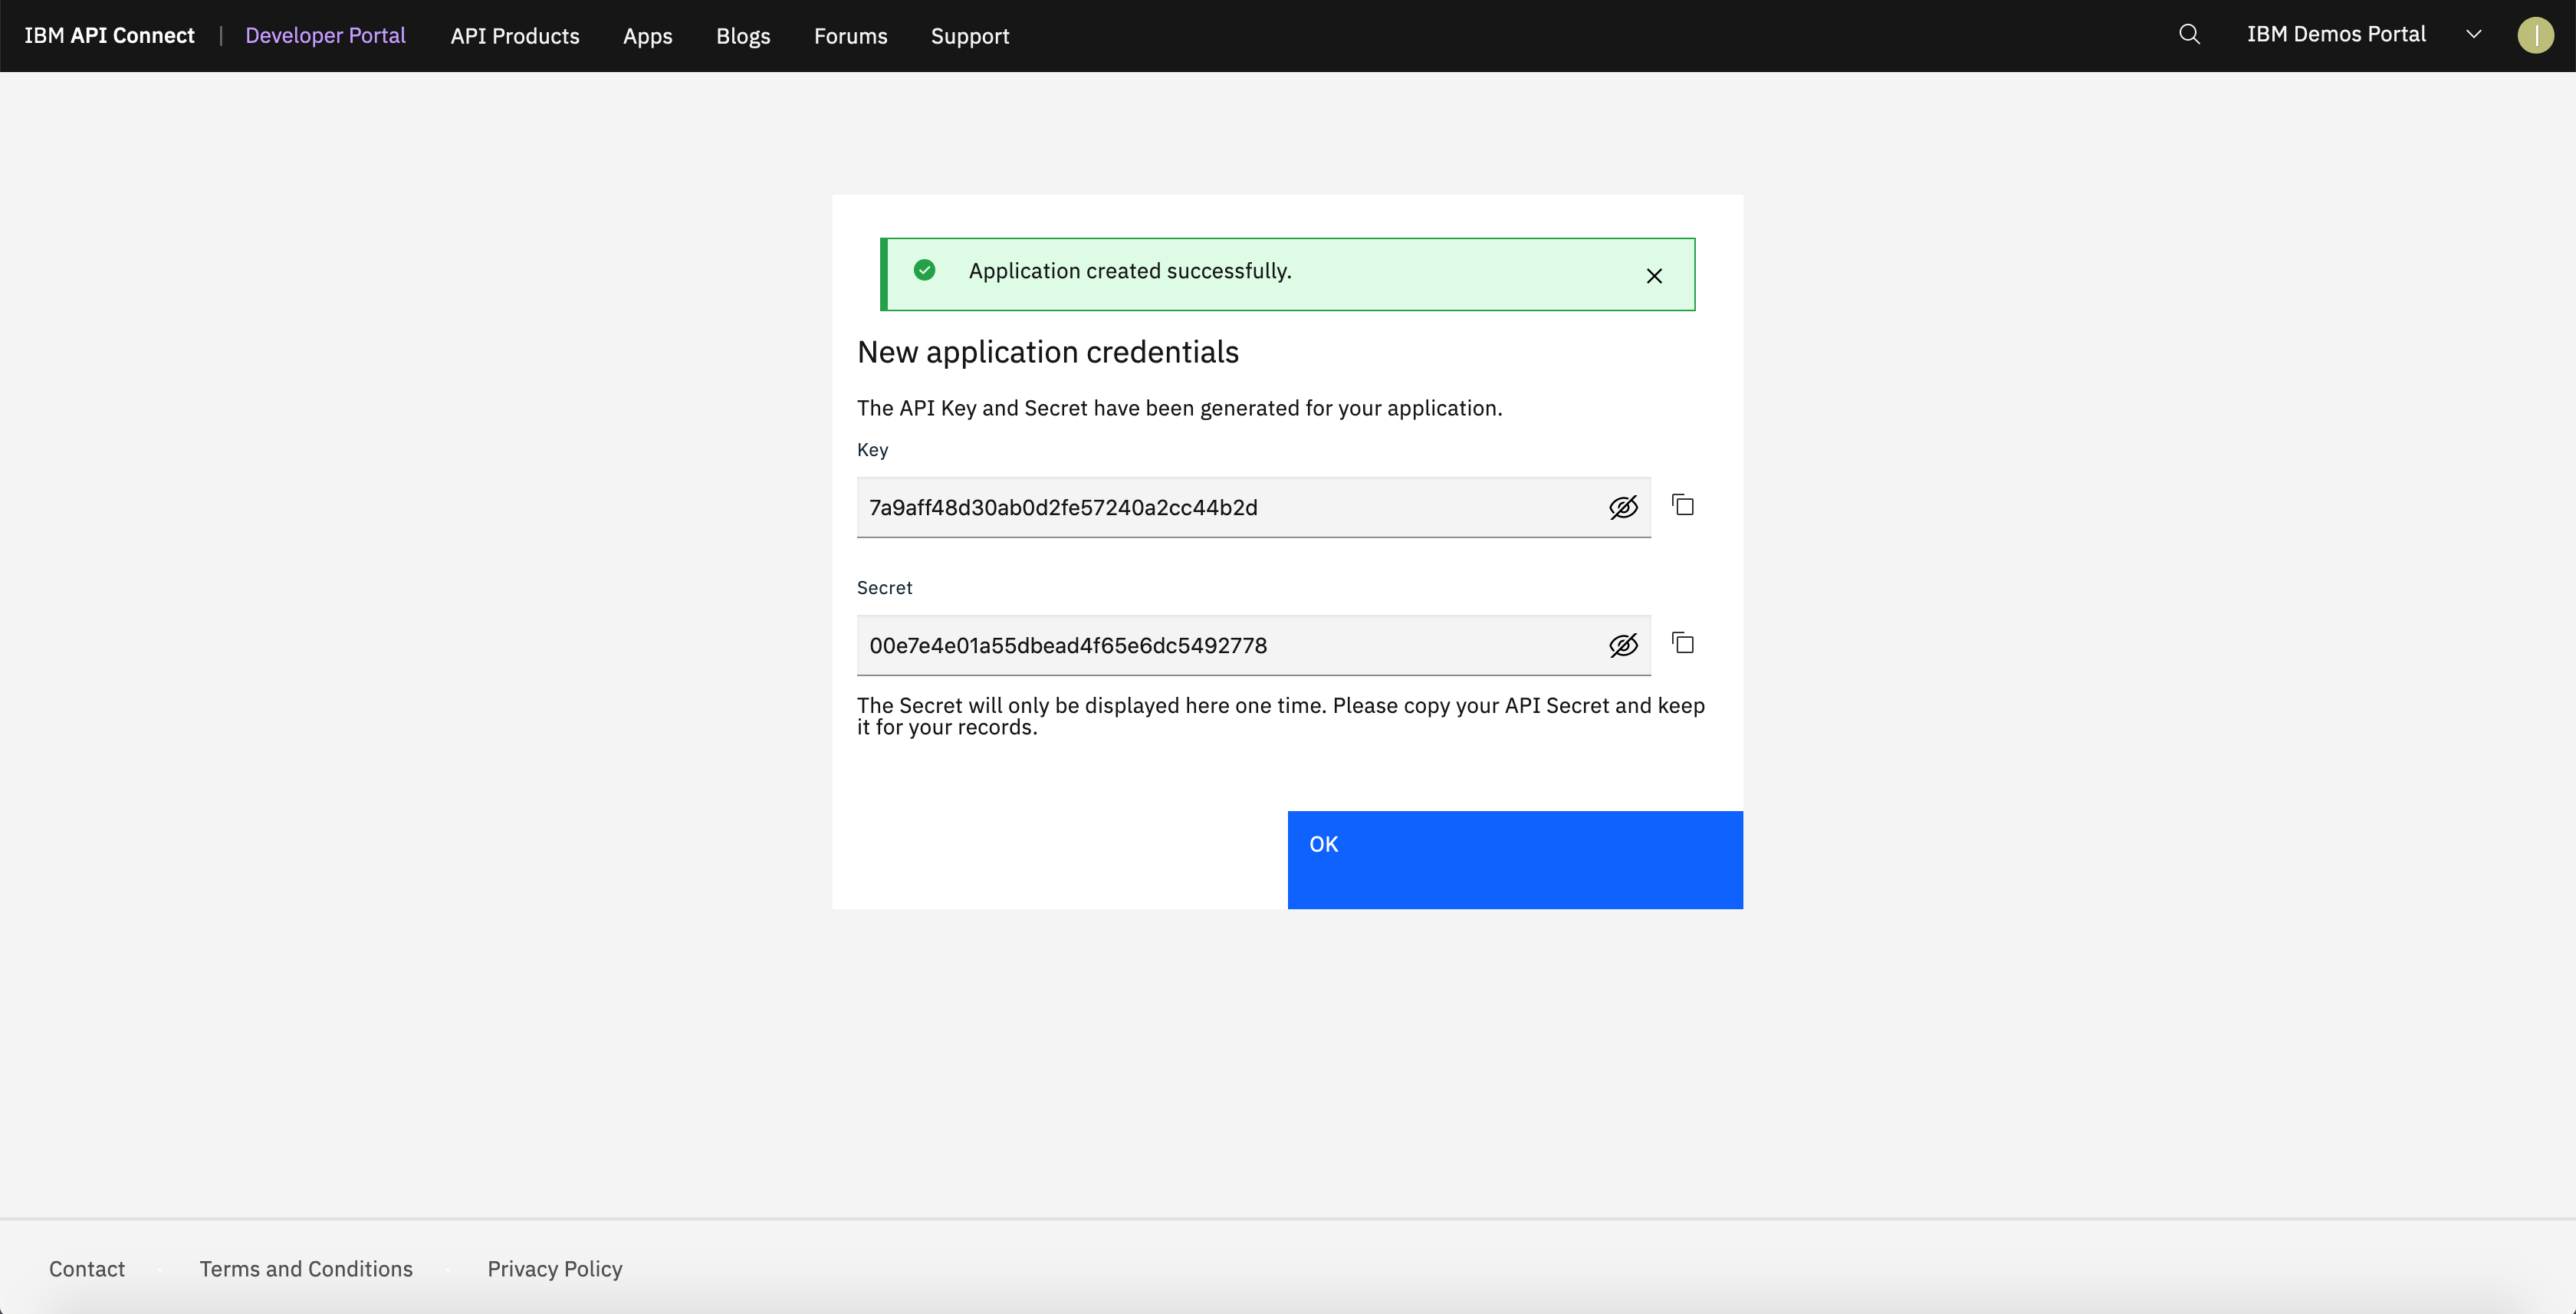 IBM API Connect | Developer Portal API Products Apps Blogs Forums Support IBM Demos Portal
Application created successfully.
New application credentials
The API Key and Secret have been generated for your application.
Key
7a9aff48d30ab0d2fe57240a2cc44b2d
Secret
00e7e4e01a55dbead4f65e6dc5492778
The Secret will only be displayed here one time. Please copy your API Secret and keep
it for your records.
OK
Contact Terms and Conditions Privacy Policy